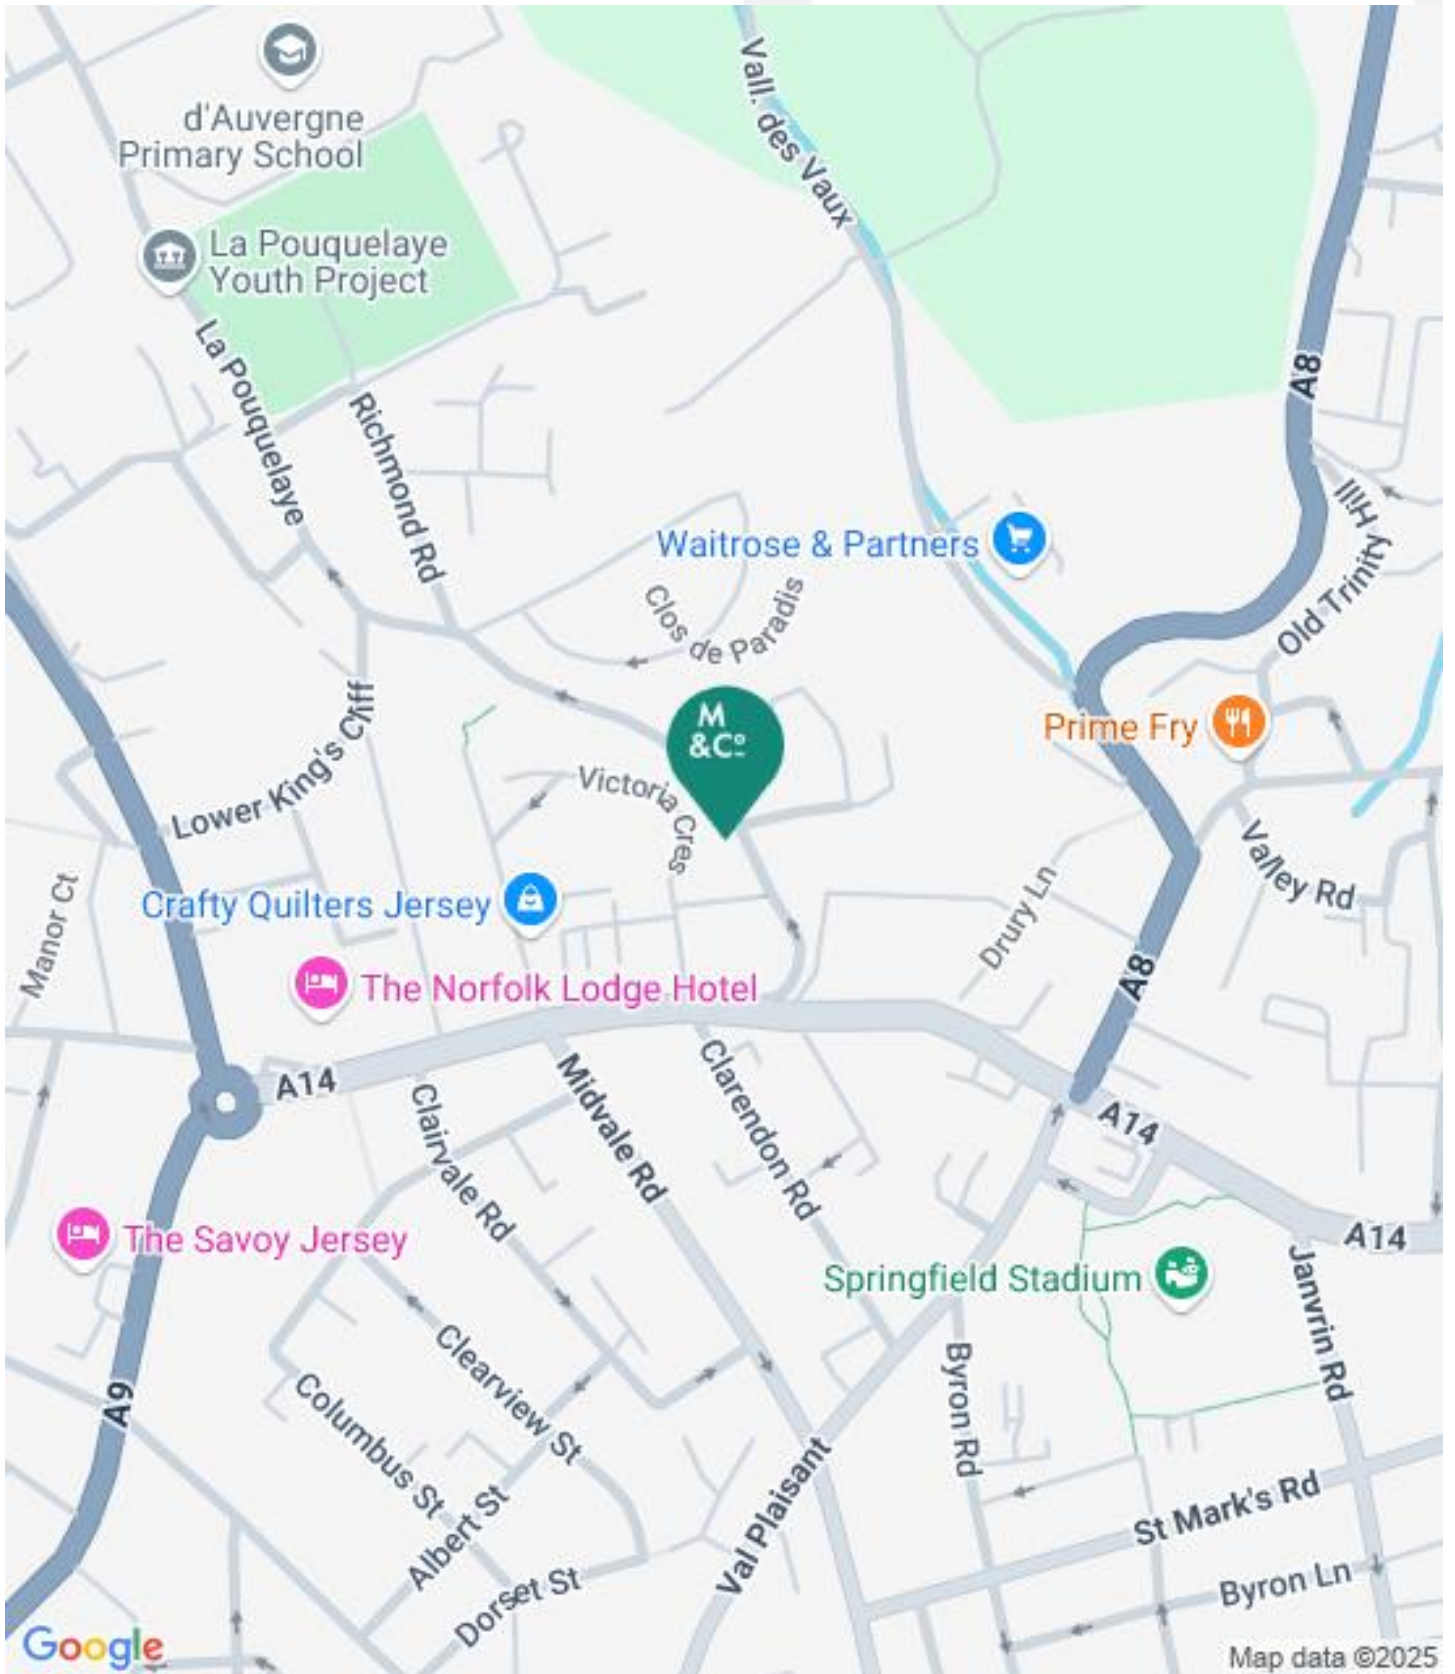 Vall. des Vaux
d'Auvergne
Primary School
La Pouquelaye
Youth Project
La Pouquelaye
Richmond Rd
A8
Old Trinity Hill
Waitrose & Partners
Clos de Paradis
M
&Co
Prime Fry
Lower King's Cliff
Victoria Cres
Valley Rd
Crafty Quilters Jersey
Manor Ct
Drury Ln
The Norfolk Lodge Hotel
A8
A14
Midvale Rd
Clarendon Rd
Clairvale Rd
A14
A14
The Savoy Jersey
Springfield Stadium
Janvrin Rd
A9
Clearview St
Columbus St
Byron Rd
Albert St
Val Plaisant
St Mark's Rd
Dorset St
Byron Ln
Google
Map data ©2025